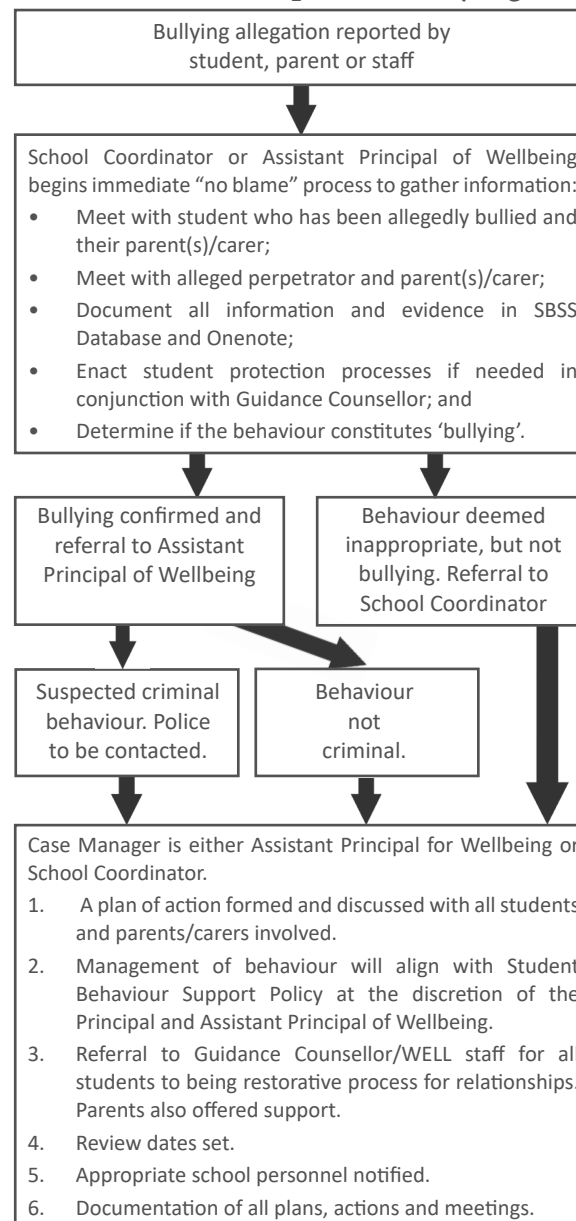 Bullying allegation reported by
student, parent or staff
School Coordinator or Assistant Principal of Wellbeing
begins immediate “no blame” process to gather information:
• Meet with student who has been allegedly bullied and
their parent(s)/carer;
• Meet with alleged perpetrator and parent(s)/carer;
• Document all information and evidence in SBSS
Database and Onenote;
• Enact student protection processes if needed in
conjunction with Guidance Counsellor; and
• Determine if the behaviour constitutes ‘bullying’.
Bullying confirmed and
referral to Assistant
Principal of Wellbeing
Behaviour deemed
inappropriate, but not
bullying. Referral to
School Coordinator
Suspected criminal
behaviour. Police
to be contacted.
Behaviour
not
criminal.
Case Manager is either Assistant Principal for Wellbeing or
School Coordinator.
1. A plan of action formed and discussed with all students
and parents/carers involved.
2. Management of behaviour will align with Student
Behaviour Support Policy at the discretion of the
Principal and Assistant Principal of Wellbeing.
3. Referral to Guidance Counsellor/WELL staff for all
students to being restorative process for relationships.
Parents also offered support.
4. Review dates set.
5. Appropriate school personnel notified.
6. Documentation of all plans, actions and meetings.